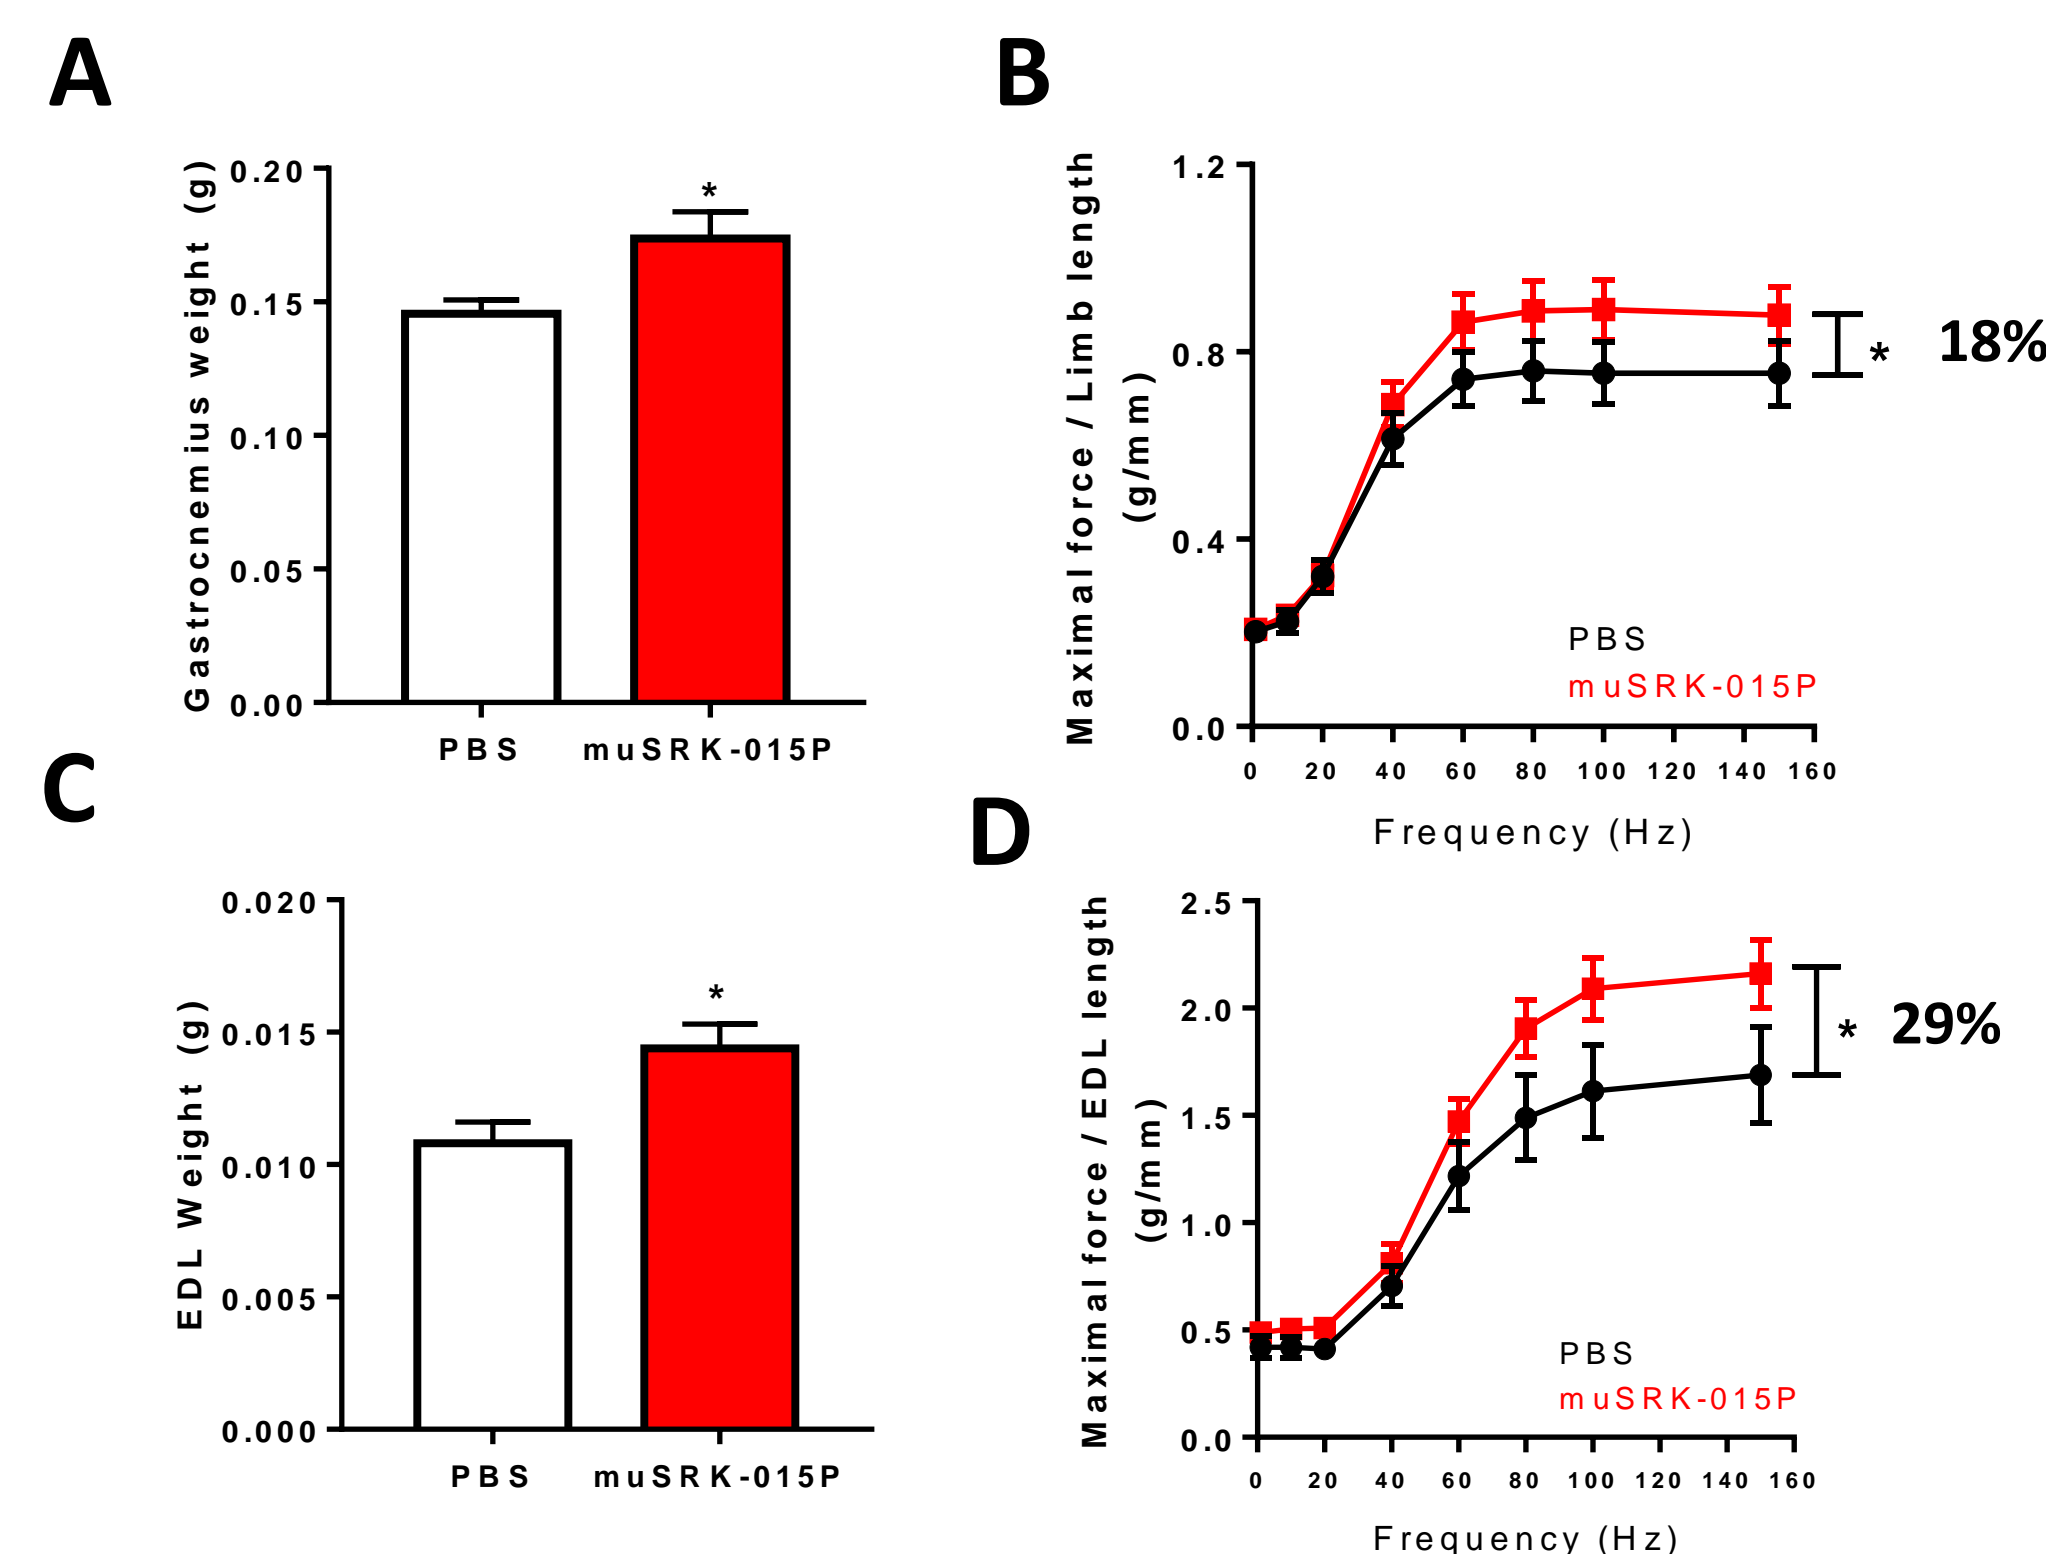 A
Gastrocnemius weight (g)
0.20
0.15
0.10
0.05
0.00
*
PBS
muSRK-015P
B
Maximal force / Limb length
(g/mm)
1.2
0.8
0.4
0.0
* 18%
PBS
muSRK-015P
0 20 40 60 80 100 120 140 160
Frequency (Hz)
C
EDL Weight (g)
0.020
0.015
0.010
0.005
0.000
*
PBS
muSRK-015P
D
Maximal force / EDL length
(g/mm)
2.5
2.0
1.5
1.0
0.5
0.0
* 29%
PBS
muSRK-015P
0 20 40 60 80 100 120 140 160
Frequency (Hz)